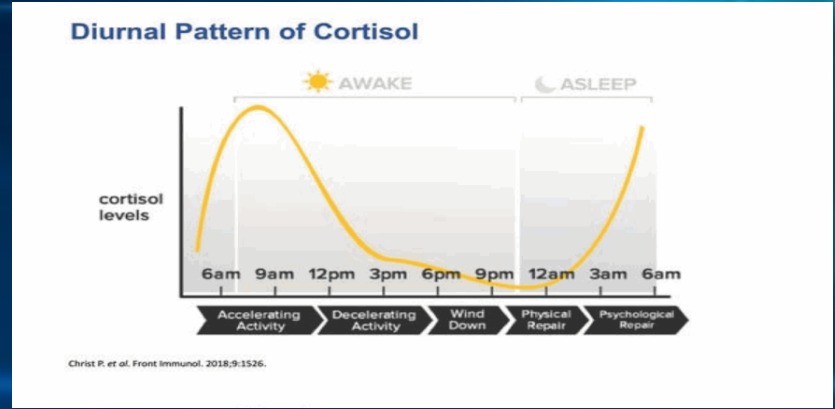 Diurnal Pattern of Cortisol
AWAKE
ASLEEP
cortisol
levels
6am 9am 12pm 3pm 6pm 9pm 12am 3am 6am
Accelerating
Activity
Decelerating
Activity
Wind
Down
Physical
Repair
Psychological
Repair
Christ P. et al. Front Immunol. 2018;9:1526.